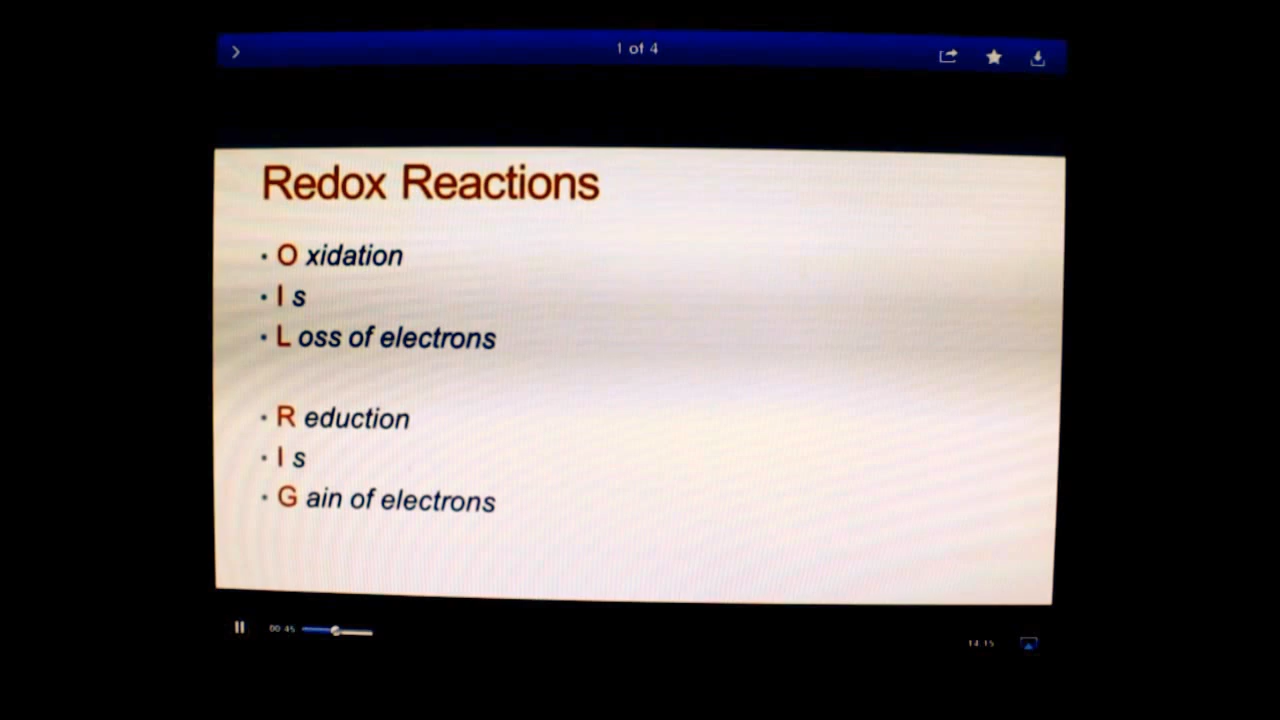 1 of 4
Redox Reactions
• O xidation
• I s
• L oss of electrons
• R eduction
• I s
• G ain of electrons
00:45
14:15